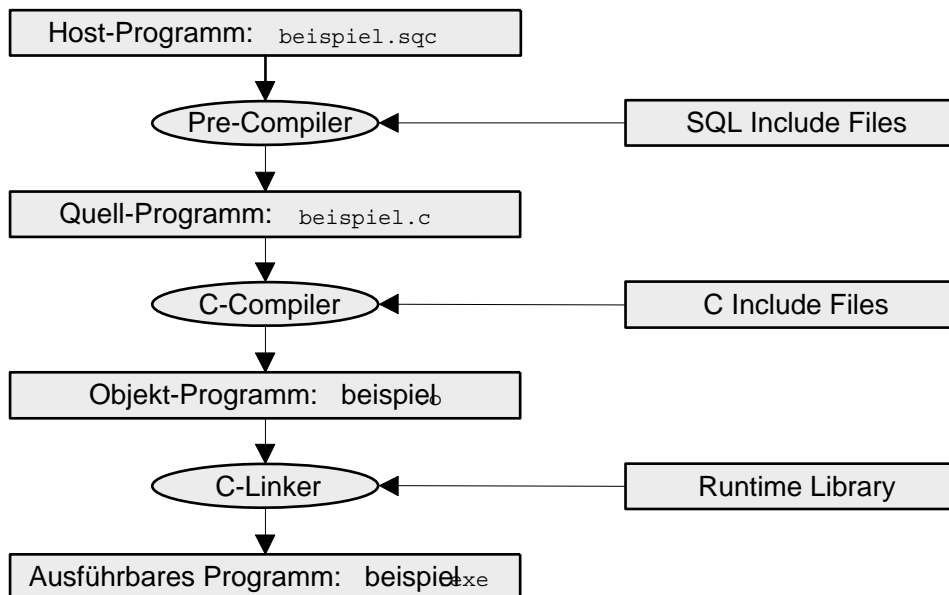 Host-Programm: beispiel.sqc
Pre-Compiler
SQL Include Files
Quell-Programm: beispiel.c
C-Compiler
C Include Files
Objekt-Programm: beispiel.o
C-Linker
Runtime Library
Ausführbares Programm: beispiel.exe